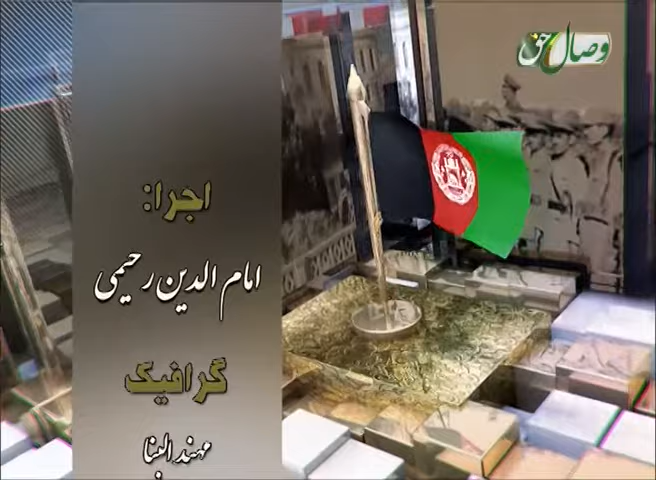 وصال حق
اجرا:
امام الدین رحیمی
گرافیک
مهند البنا